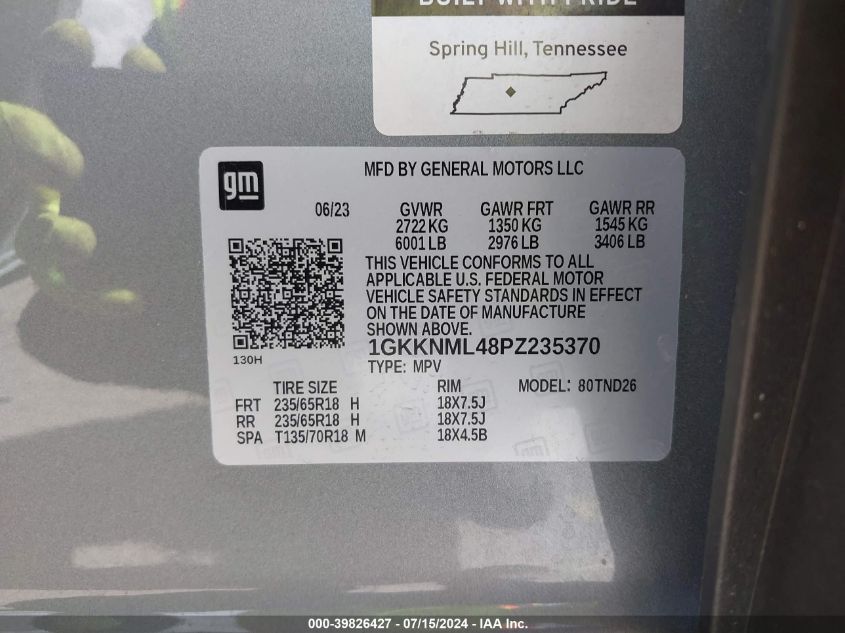 BUILT WITH PRIDE
Spring Hill, Tennessee
gm
MFD BY GENERAL MOTORS LLC
06/23 GVWR GAWR FRT GAWR RR
2722 KG 1350 KG 1545 KG
6001 LB 2976 LB 3406 LB
THIS VEHICLE CONFORMS TO ALL
APPLICABLE U.S. FEDERAL MOTOR
VEHICLE SAFETY STANDARDS IN EFFECT
ON THE DATE OF MANUFACTURE
SHOWN ABOVE.
1GKKNML48PZ235370
130H
TYPE: MPV
TIRE SIZE RIM MODEL: 80TND26
FRT 235/65R18 H 18X7.5J
RR 235/65R18 H 18X7.5J
SPA T135/70R18 M 18X4.5B
000-39826427 - 07/15/2024 - IAA Inc.